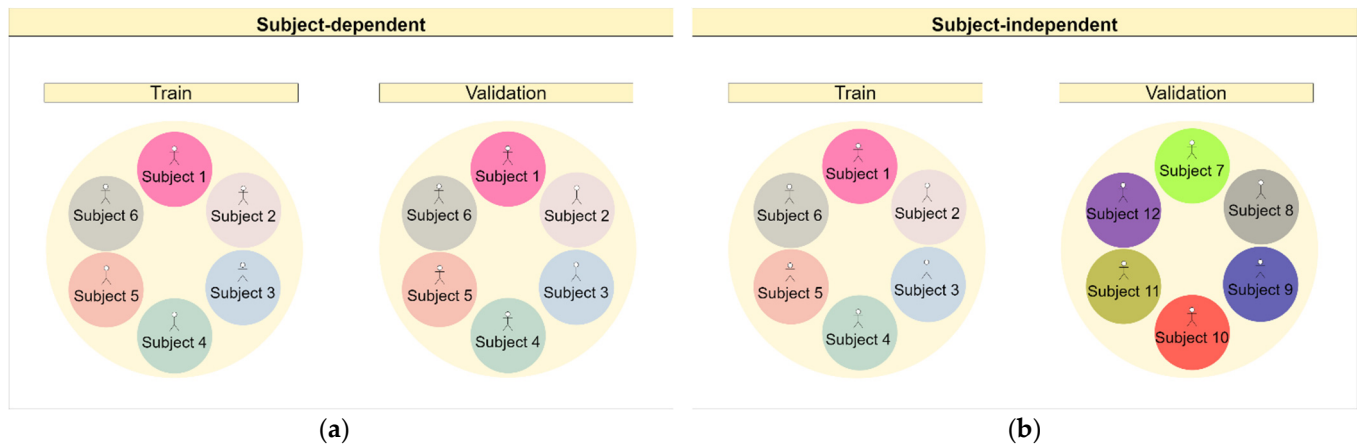 Subject-dependent
Train
Validation
Subject 1
Subject 6
Subject 2
Subject 5
Subject 3
Subject 4
Subject 1
Subject 6
Subject 2
Subject 5
Subject 3
Subject 4
(a)
Subject-independent
Train
Validation
Subject 1
Subject 6
Subject 2
Subject 5
Subject 3
Subject 4
Subject 7
Subject 12
Subject 8
Subject 11
Subject 9
Subject 10
(b)